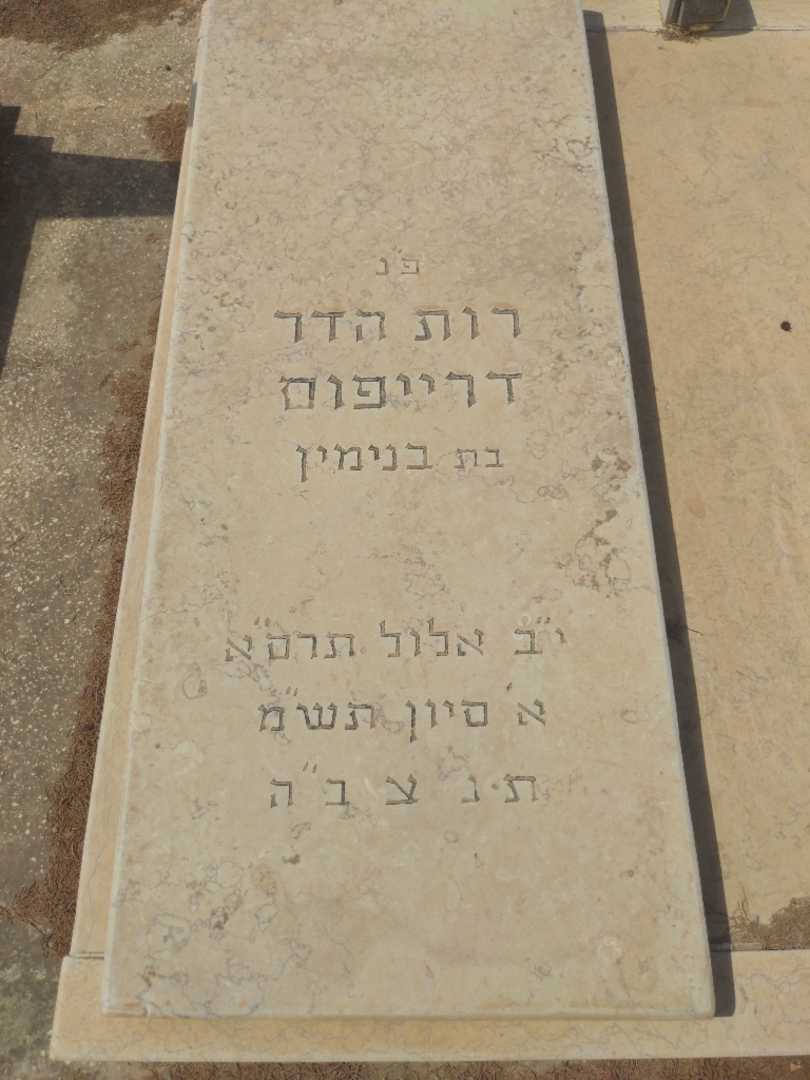 פ"נ
רות הדר
דרייפוס
בת בנימין
י"ב אלול תרס"א
א' סיון תש"מ
ת נ צ ב"ה